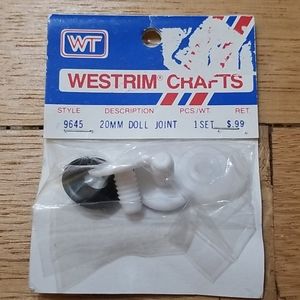 WT
WESTRIM® CRAFTS
STYLE DESCRIPTION PCS/WT. RET
9645 20MM DOLL JOINT 1SET $.99